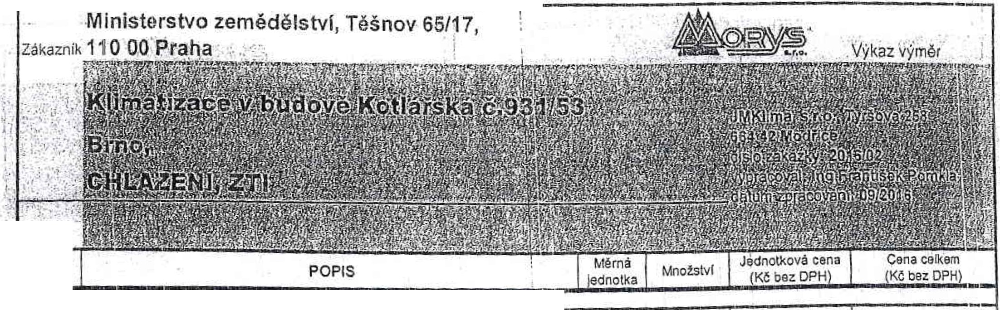 Ministerstvo zemědělství, Těšnov 65/17,
Zákazník 110 00 Praha
MORYS
s.r.o.
Výkaz výměr
Klimatizace v budově Kotlářská č.931/53
Brno,
CHLAZENÍ, ZTI
JMKlima, s.r.o., Tyršova 258
664 42 Modřice
číslo zakázky: 2016/02
vypracoval: Ing František Pomkla
datum zpracování: 09/2016
POPIS
Měrná
jednotka
Množství
Jednotková cena
(Kč bez DPH)
Cena celkem
(Kč bez DPH)